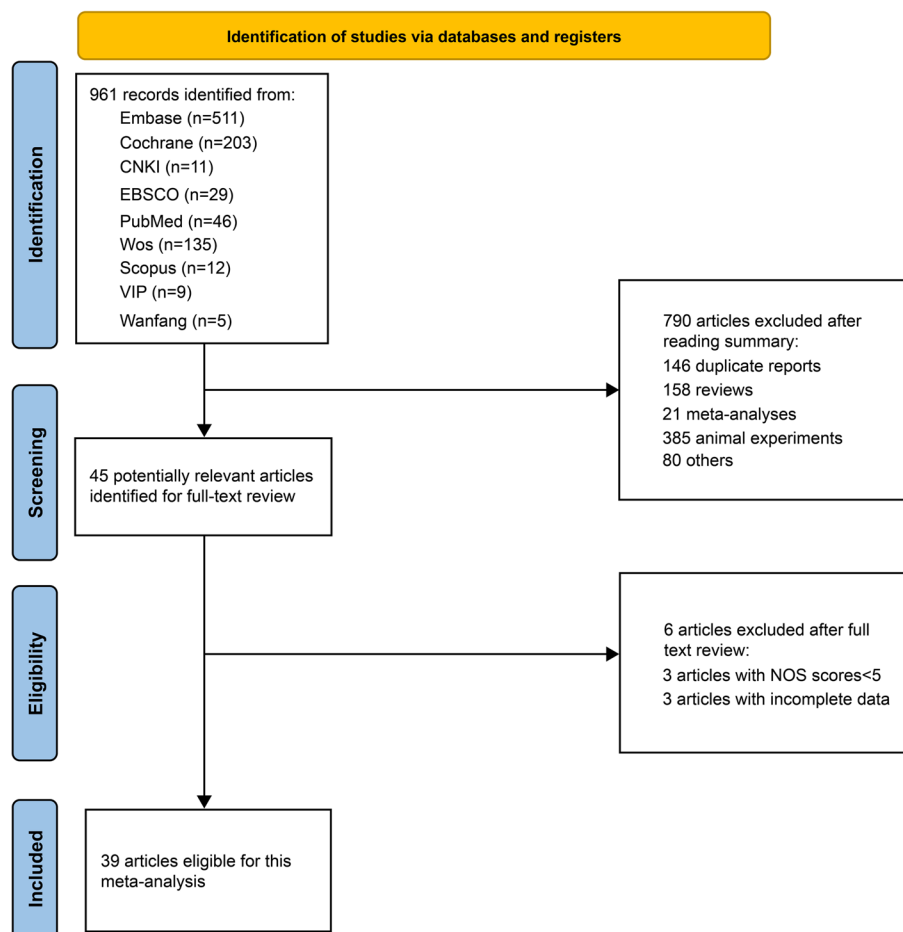 Identification of studies via databases and registers
Identification
961 records identified from:
Embase (n=511)
Cochrane (n=203)
CNKI (n=11)
EBSCO (n=29)
PubMed (n=46)
Wos (n=135)
Scopus (n=12)
VIP (n=9)
Wanfang (n=5)
790 articles excluded after
reading summary:
146 duplicate reports
158 reviews
21 meta-analyses
385 animal experiments
80 others
Screening
45 potentially relevant articles
identified for full-text review
Eligibility
6 articles excluded after full
text review:
3 articles with NOS scores<5
3 articles with incomplete data
Included
39 articles eligible for this
meta-analysis